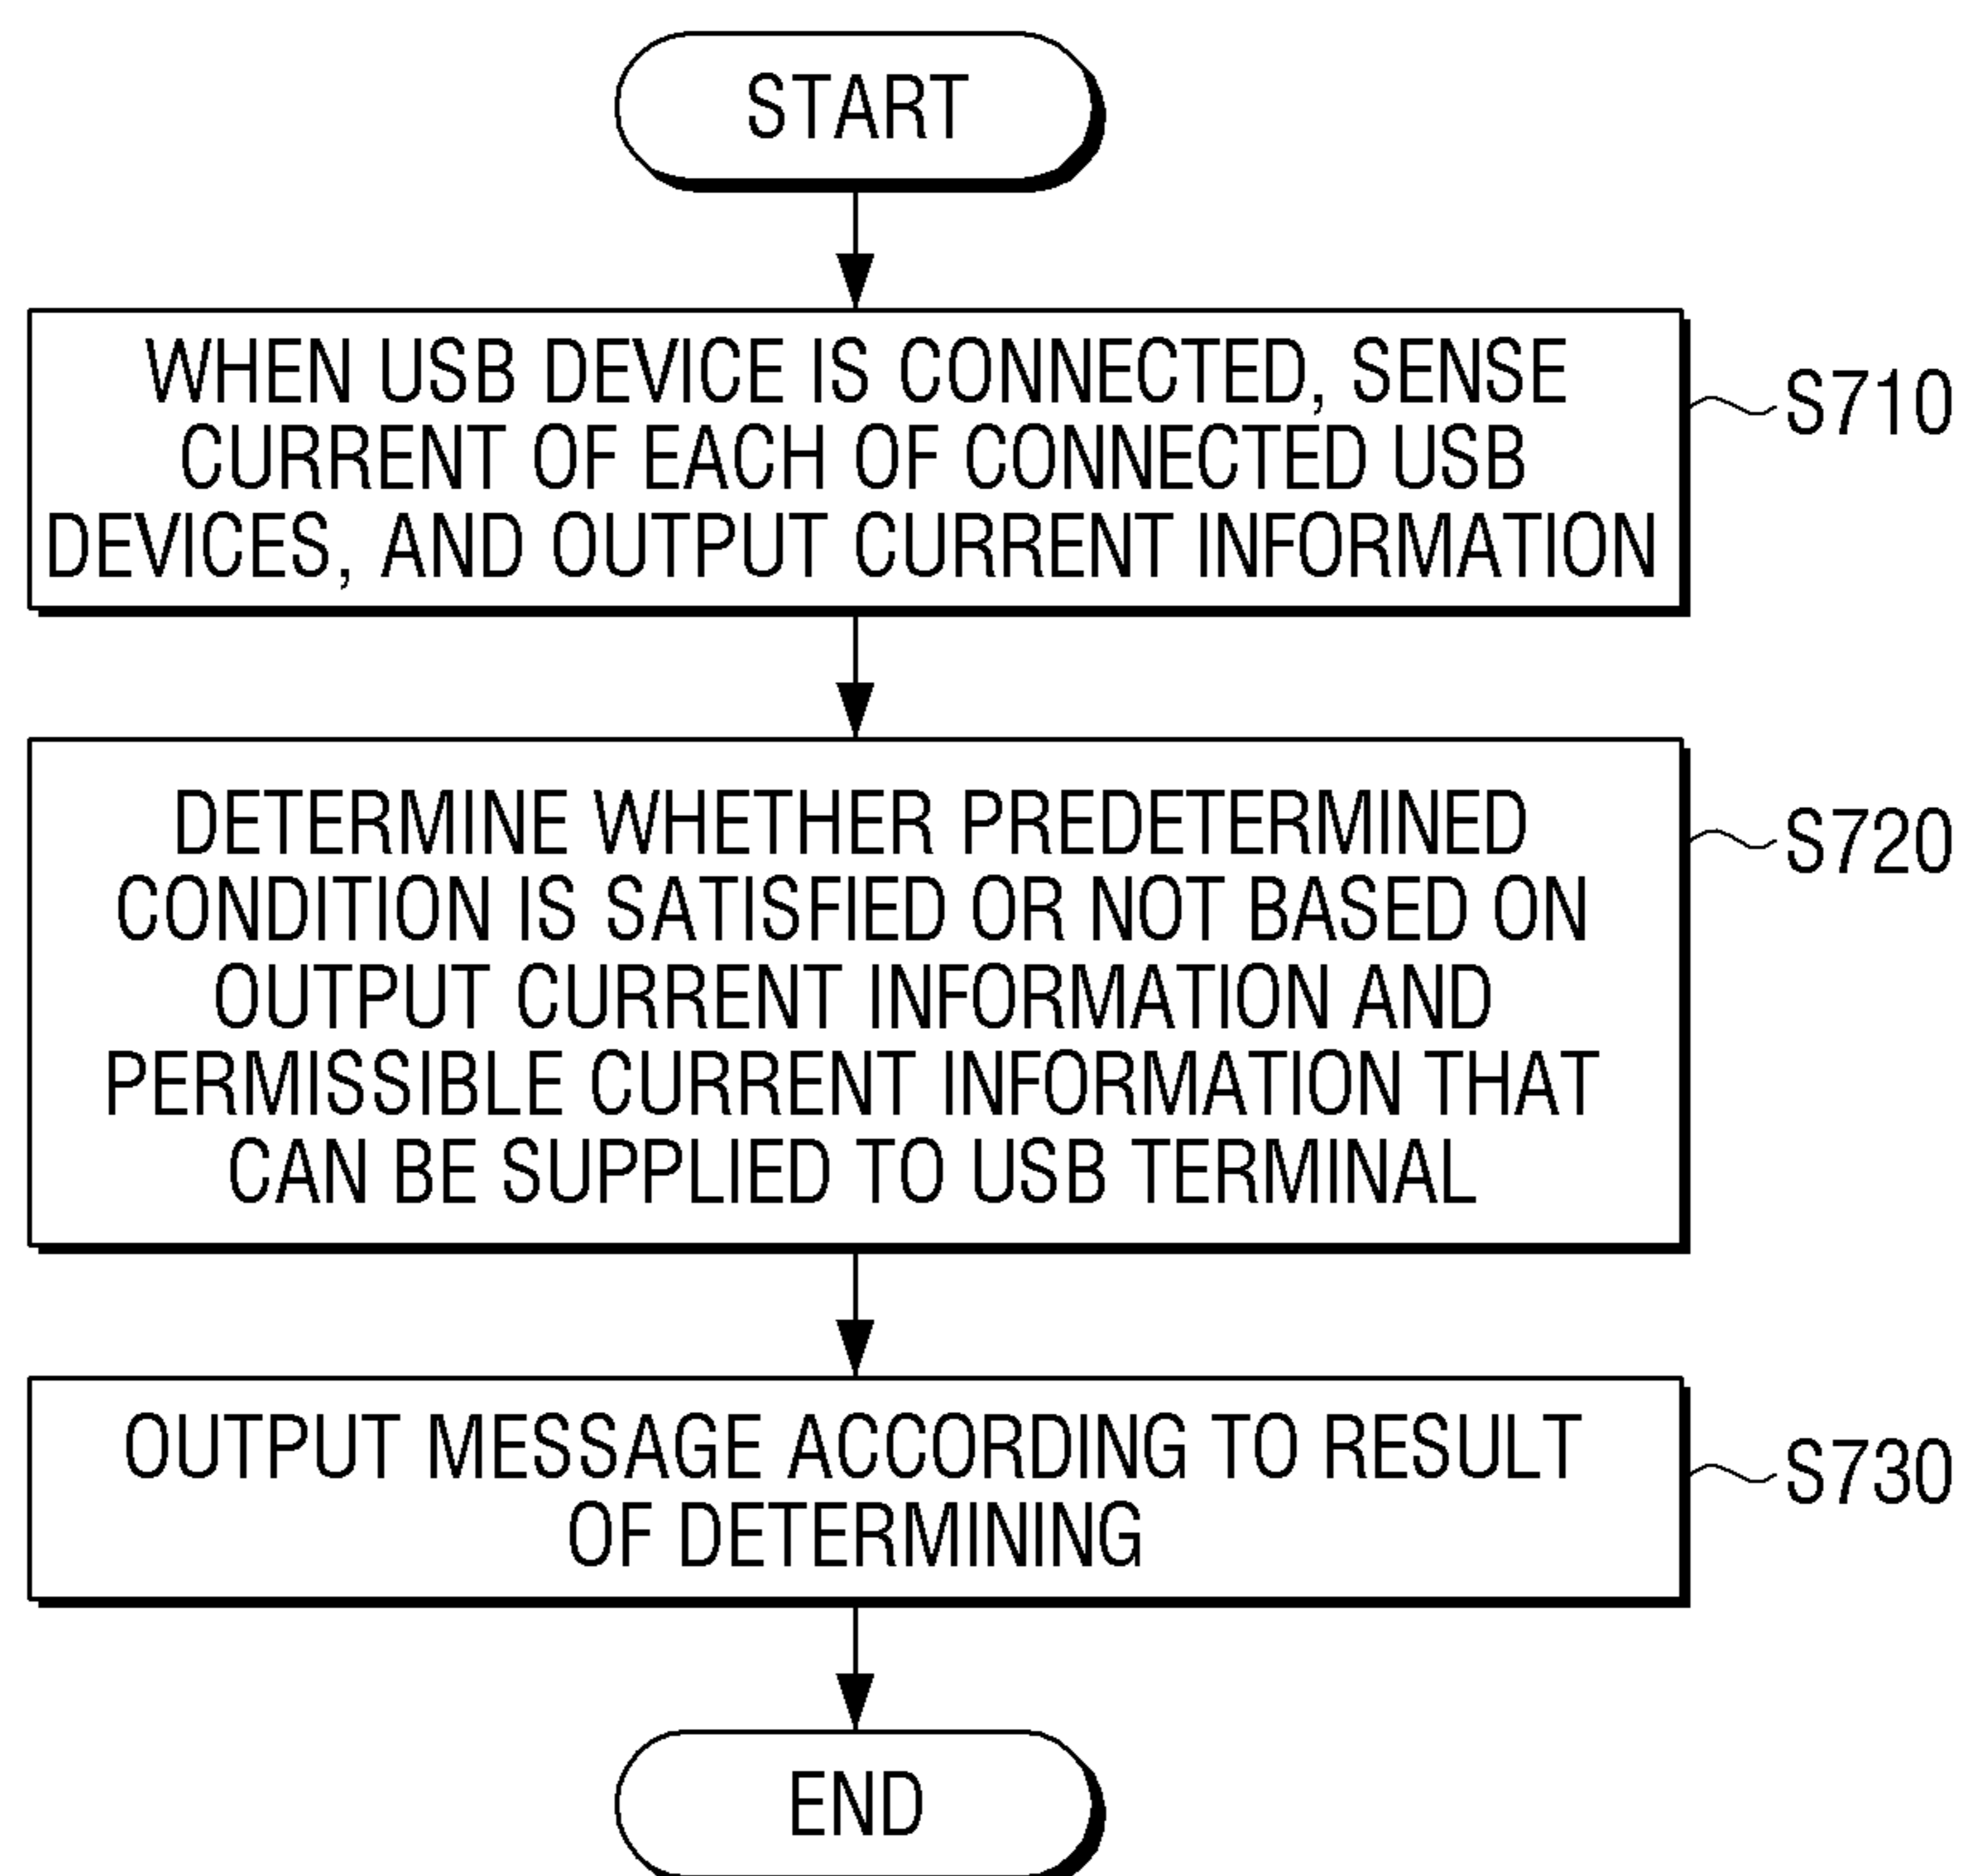 START
WHEN USB DEVICE IS CONNECTED, SENSE
CURRENT OF EACH OF CONNECTED USB
DEVICES, AND OUTPUT CURRENT INFORMATION
S710
DETERMINE WHETHER PREDETERMINED
CONDITION IS SATISFIED OR NOT BASED ON
OUTPUT CURRENT INFORMATION AND
PERMISSIBLE CURRENT INFORMATION THAT
CAN BE SUPPLIED TO USB TERMINAL
S720
OUTPUT MESSAGE ACCORDING TO RESULT
OF DETERMINING
S730
END